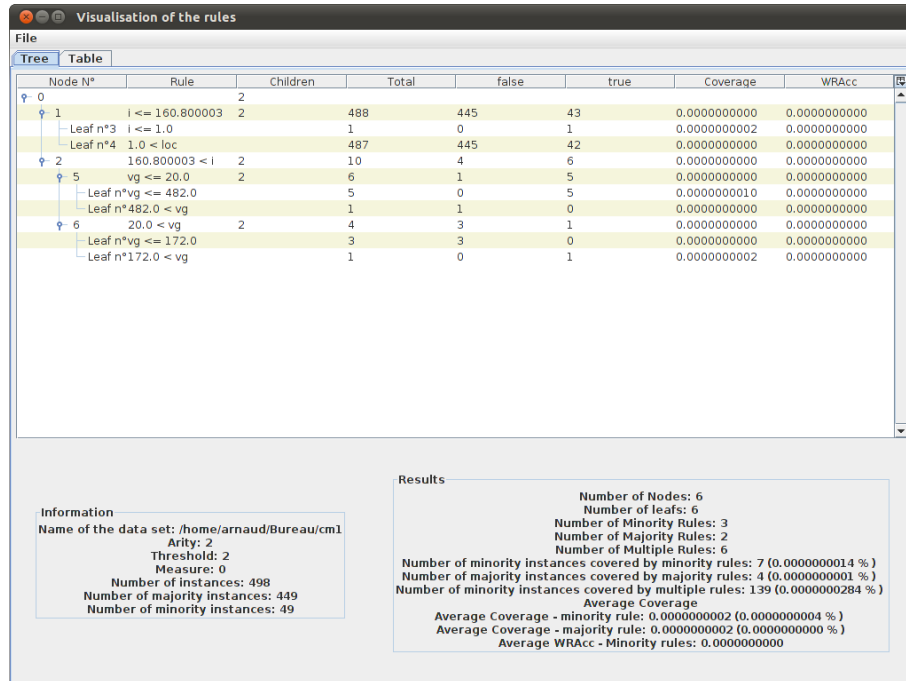 Visualisation of the rules
File
Tree Table
Node N° Rule Children Total false true Coverage WRAcc
0 2
1 i <= 160.800003 2 488 445 43 0.0000000000 0.0000000000
Leaf n°3 i <= 1.0 1 0 1 0.0000000002 0.0000000000
Leaf n°4 1.0 < loc 487 445 42 0.0000000000 0.0000000000
2 160.800003 < i 2 10 4 6 0.0000000000 0.0000000000
5 vg <= 20.0 2 6 1 5 0.0000000000 0.0000000000
Leaf n° vg <= 482.0 5 0 5 0.0000000010 0.0000000000
Leaf n° 482.0 < vg 1 1 0 0.0000000000 0.0000000000
6 20.0 < vg 2 4 3 1 0.0000000000 0.0000000000
Leaf n° vg <= 172.0 3 3 0 0.0000000000 0.0000000000
Leaf n° 172.0 < vg 1 0 1 0.0000000002 0.0000000000
Information
Name of the data set: /home/arnaud/Bureau/cm1
Arity: 2
Threshold: 2
Measure: 0
Number of instances: 498
Number of majority instances: 449
Number of minority instances: 49
Results
Number of Nodes: 6
Number of leafs: 6
Number of Minority Rules: 3
Number of Majority Rules: 2
Number of Multiple Rules: 6
Number of minority instances covered by minority rules: 7 (0.0000000014 % )
Number of majority instances covered by majority rules: 4 (0.0000000001 % )
Number of minority instances covered by multiple rules: 139 (0.0000000284 % )
Average Coverage
Average Coverage - minority rule: 0.0000000002 (0.0000000004 % )
Average Coverage - majority rule: 0.0000000002 (0.0000000000 % )
Average WRAcc - Minority rules: 0.0000000000